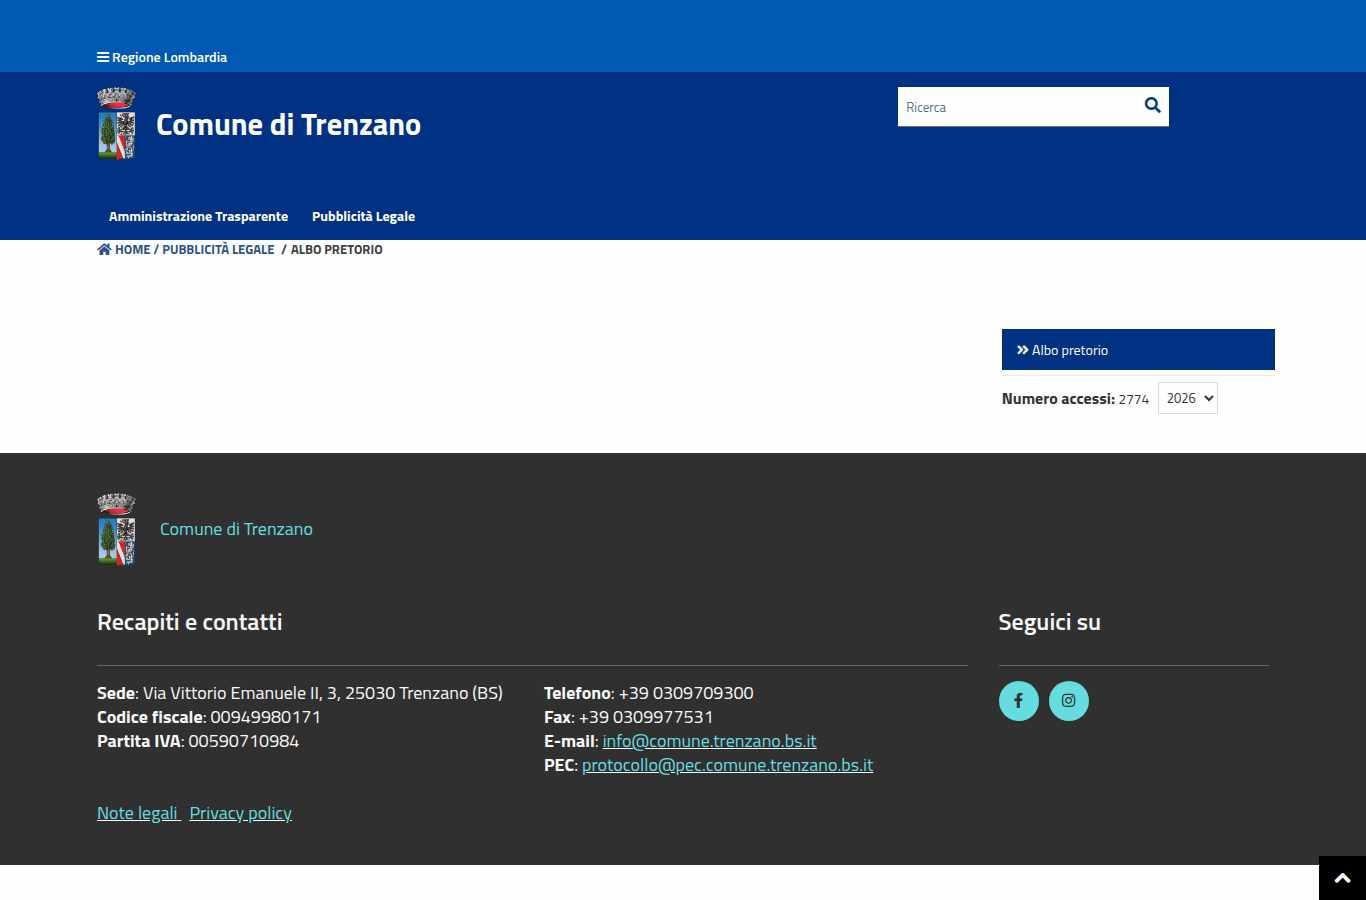 Regione Lombardia
Comune di Trenzano
Ricerca
Amministrazione Trasparente Pubblicità Legale
HOME / PUBBLICITÀ LEGALE / ALBO PRETORIO
Albo pretorio
Numero accessi: 2774 2026
Comune di Trenzano
Recapiti e contatti
Seguici su
Sede: Via Vittorio Emanuele II, 3, 25030 Trenzano (BS)
Codice fiscale: 00949980171
Partita IVA: 00590710984
Telefono: +39 0309709300
Fax: +39 0309977531
E-mail: info@comune.trenzano.bs.it
PEC: protocollo@pec.comune.trenzano.bs.it
Note legali Privacy policy